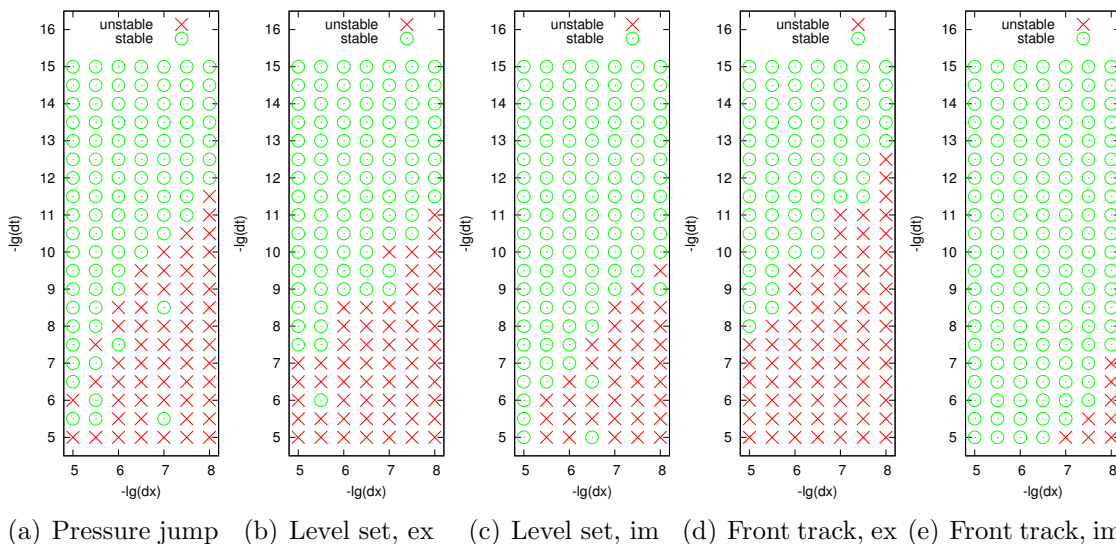 unstable
stable
16
15
14
13
12
11
10
9
8
7
6
5
-lg(dt)
5 6 7 8
-lg(dx)
unstable
stable
16
15
14
13
12
11
10
9
8
7
6
5
-lg(dt)
5 6 7 8
-lg(dx)
unstable
stable
16
15
14
13
12
11
10
9
8
7
6
5
-lg(dt)
5 6 7 8
-lg(dx)
unstable
stable
16
15
14
13
12
11
10
9
8
7
6
5
-lg(dt)
5 6 7 8
-lg(dx)
unstable
stable
16
15
14
13
12
11
10
9
8
7
6
5
-lg(dt)
5 6 7 8
-lg(dx)
(a) Pressure jump (b) Level set, ex (c) Level set, im (d) Front track, ex (e) Front track, im